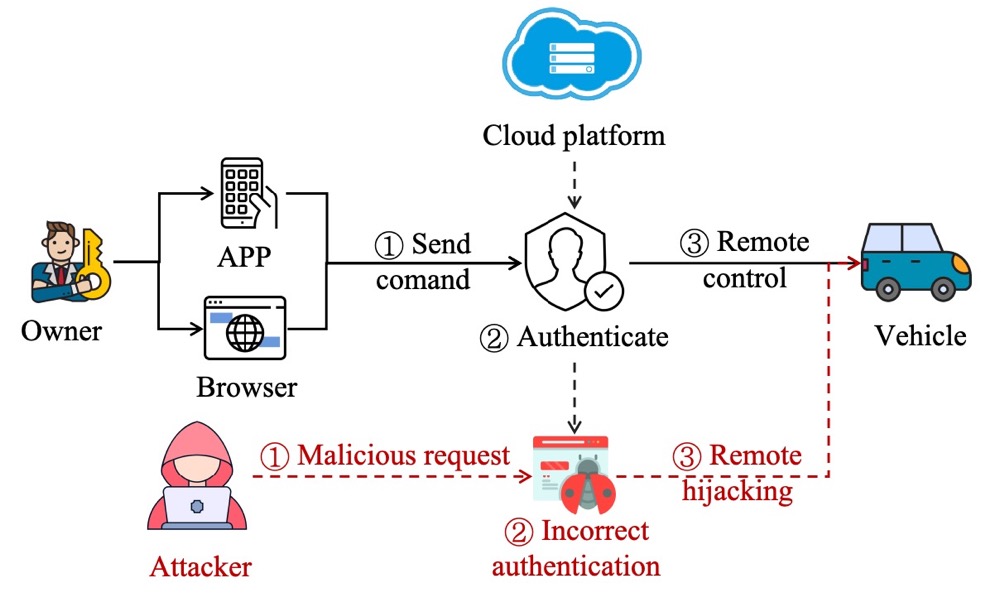 Cloud platform
APP
① Send
comand
③ Remote
control
Owner
② Authenticate
Vehicle
Browser
① Malicious request
③ Remote
hijacking
② Incorrect
authentication
Attacker